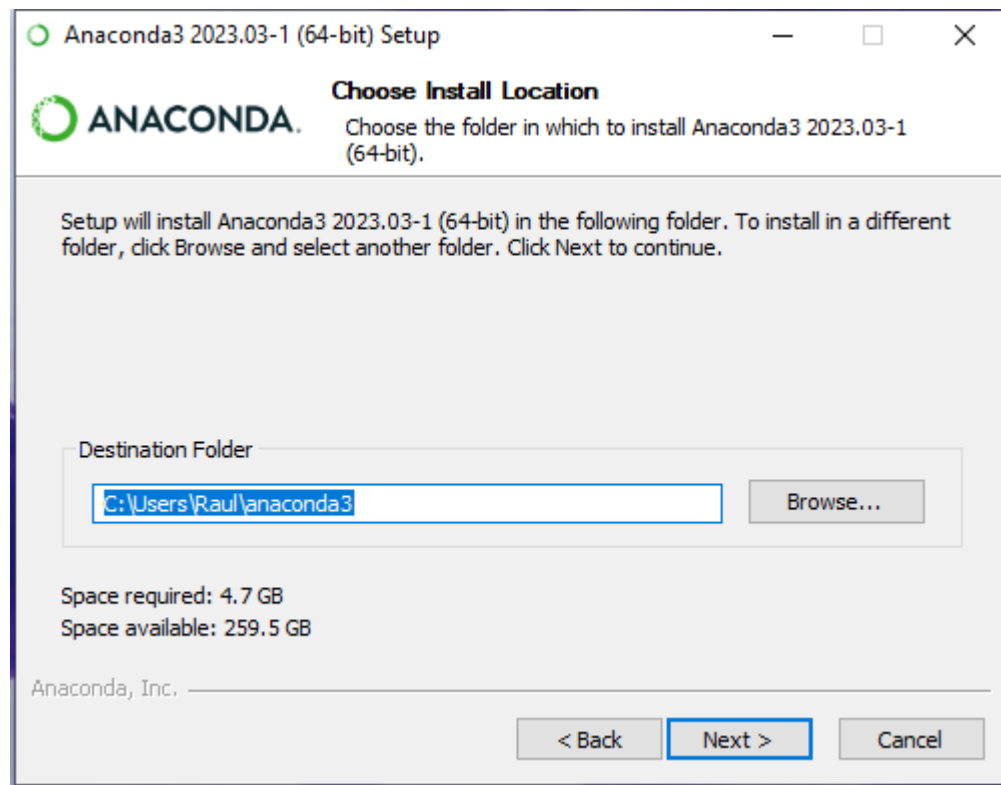 Anaconda3 2023.03-1 (64-bit) Setup
ANACONDA.
Choose Install Location
Choose the folder in which to install Anaconda3 2023.03-1
(64-bit).
Setup will install Anaconda3 2023.03-1 (64-bit) in the following folder. To install in a different
folder, click Browse and select another folder. Click Next to continue.
Destination Folder
C:\Users\Raul\anaconda3
Browse...
Space required: 4.7 GB
Space available: 259.5 GB
Anaconda, Inc.
< Back
Next >
Cancel